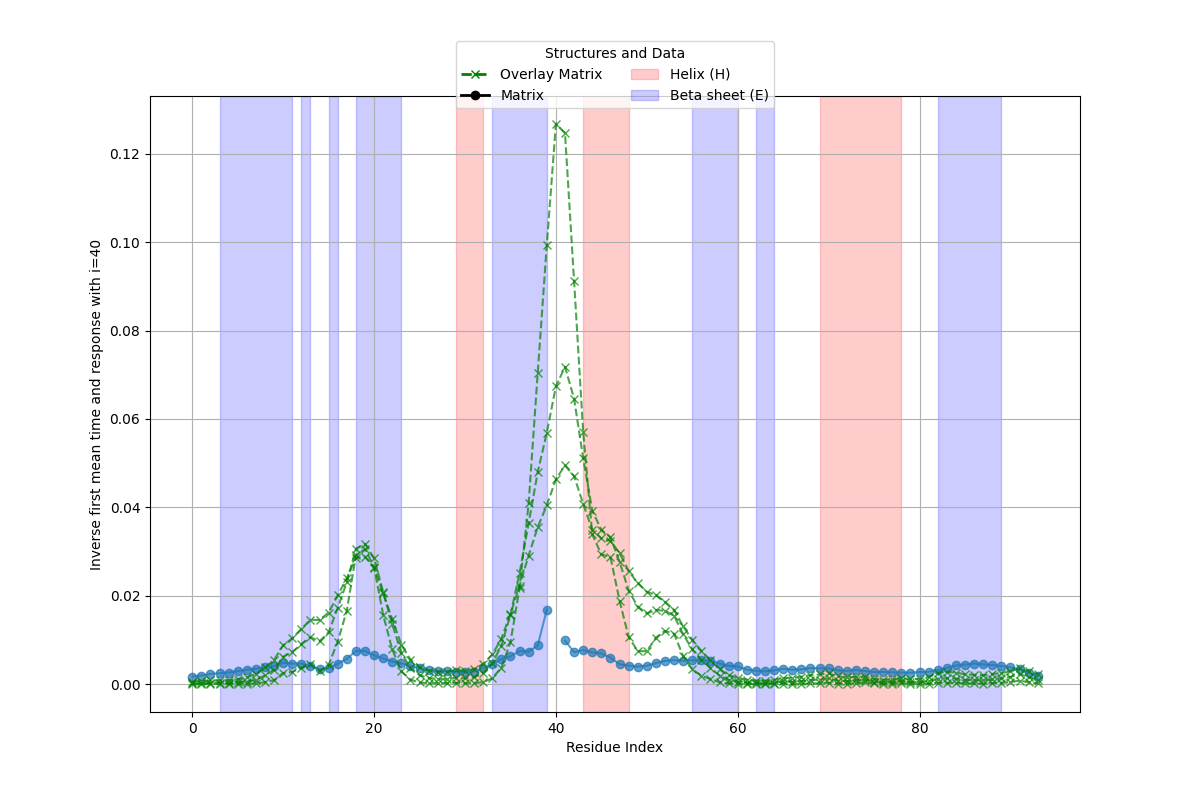 Structures and Data
Overlay Matrix
Matrix
Helix (H)
Beta sheet (E)
Inverse first mean time and response with i=40
0.12
0.10
0.08
0.06
0.04
0.02
0.00
0 20 40 60 80
Residue Index